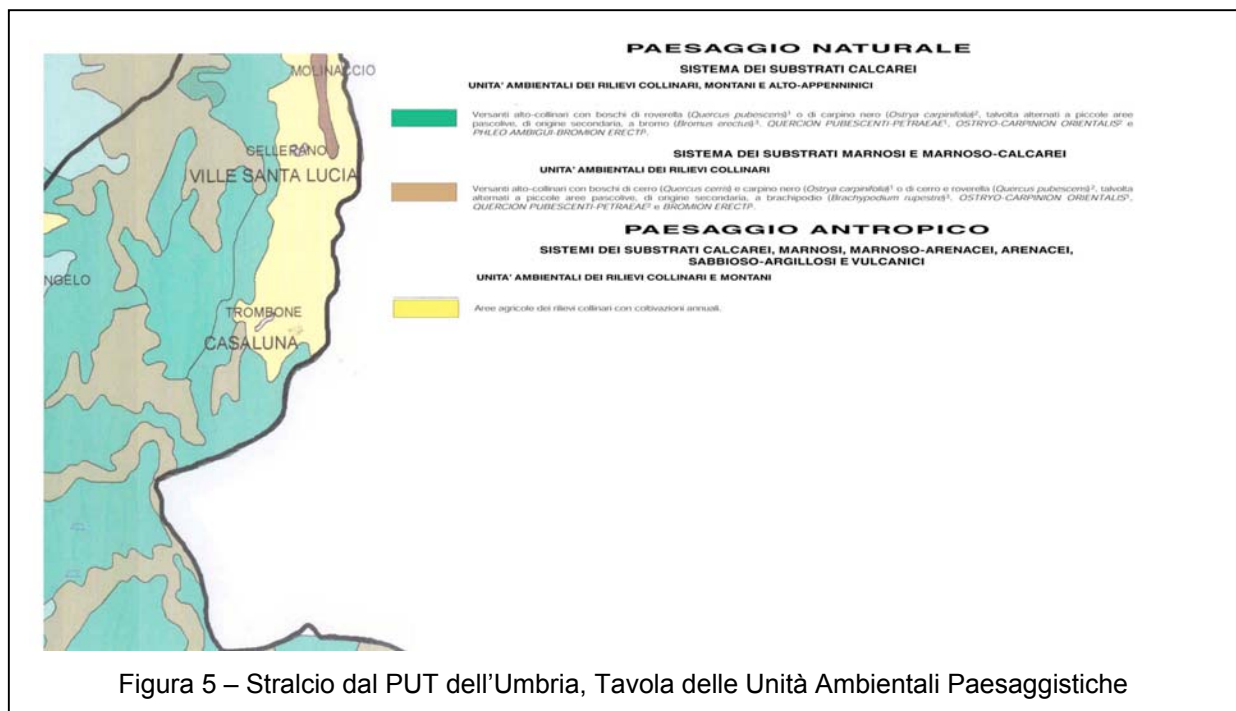 MOLINACCIO
CELLERANO
VILLE SANTA LUCIA
NGELO
TROMBONE
CASALUNA
PAESAGGIO NATURALE
SISTEMA DEI SUBSTRATI CALCAREI
UNITA' AMBIENTALI DEI RILIEVI COLLINARI, MONTANI E ALTO-APPENNINICI
Versanti alto-collinari con boschi di roverella (Quercus pubescens)¹ o di carpino nero (Ostrya carpinifolia)², talvolta alternati a piccole aree
pascolive, di origine secondaria, a bromo (Bromus erectus)³. QUERCION PUBESCENTI-PETRAEAE¹, OSTRYO-CARPINION ORIENTALIS² e
PHLEO AMBIGUI-BROMION ERECTI³.
SISTEMA DEI SUBSTRATI MARNOSI E MARNOSO-CALCAREI
UNITA' AMBIENTALI DEI RILIEVI COLLINARI
Versanti alto-collinari con boschi di cerro (Quercus cerris) e carpino nero (Ostrya carpinifolia)¹ o di cerro e roverella (Quercus pubescens)², talvolta
alternati a piccole aree pascolive, di origine secondaria, a brachipodio (Brachypodium rupestre)³. OSTRYO-CARPINION ORIENTALIS¹,
QUERCION PUBESCENTI-PETRAEAE² e BROMION ERECTI³.
PAESAGGIO ANTROPICO
SISTEMI DEI SUBSTRATI CALCAREI, MARNOSI, MARNOSO-ARENACEI, ARENACEI,
SABBIOSO-ARGILLOSI E VULCANICI
UNITA' AMBIENTALI DEI RILIEVI COLLINARI E MONTANI
Aree agricole dei rilievi collinari con coltivazioni annuali.
Figura 5 – Stralcio dal PUT dell'Umbria, Tavola delle Unità Ambientali Paesaggistiche